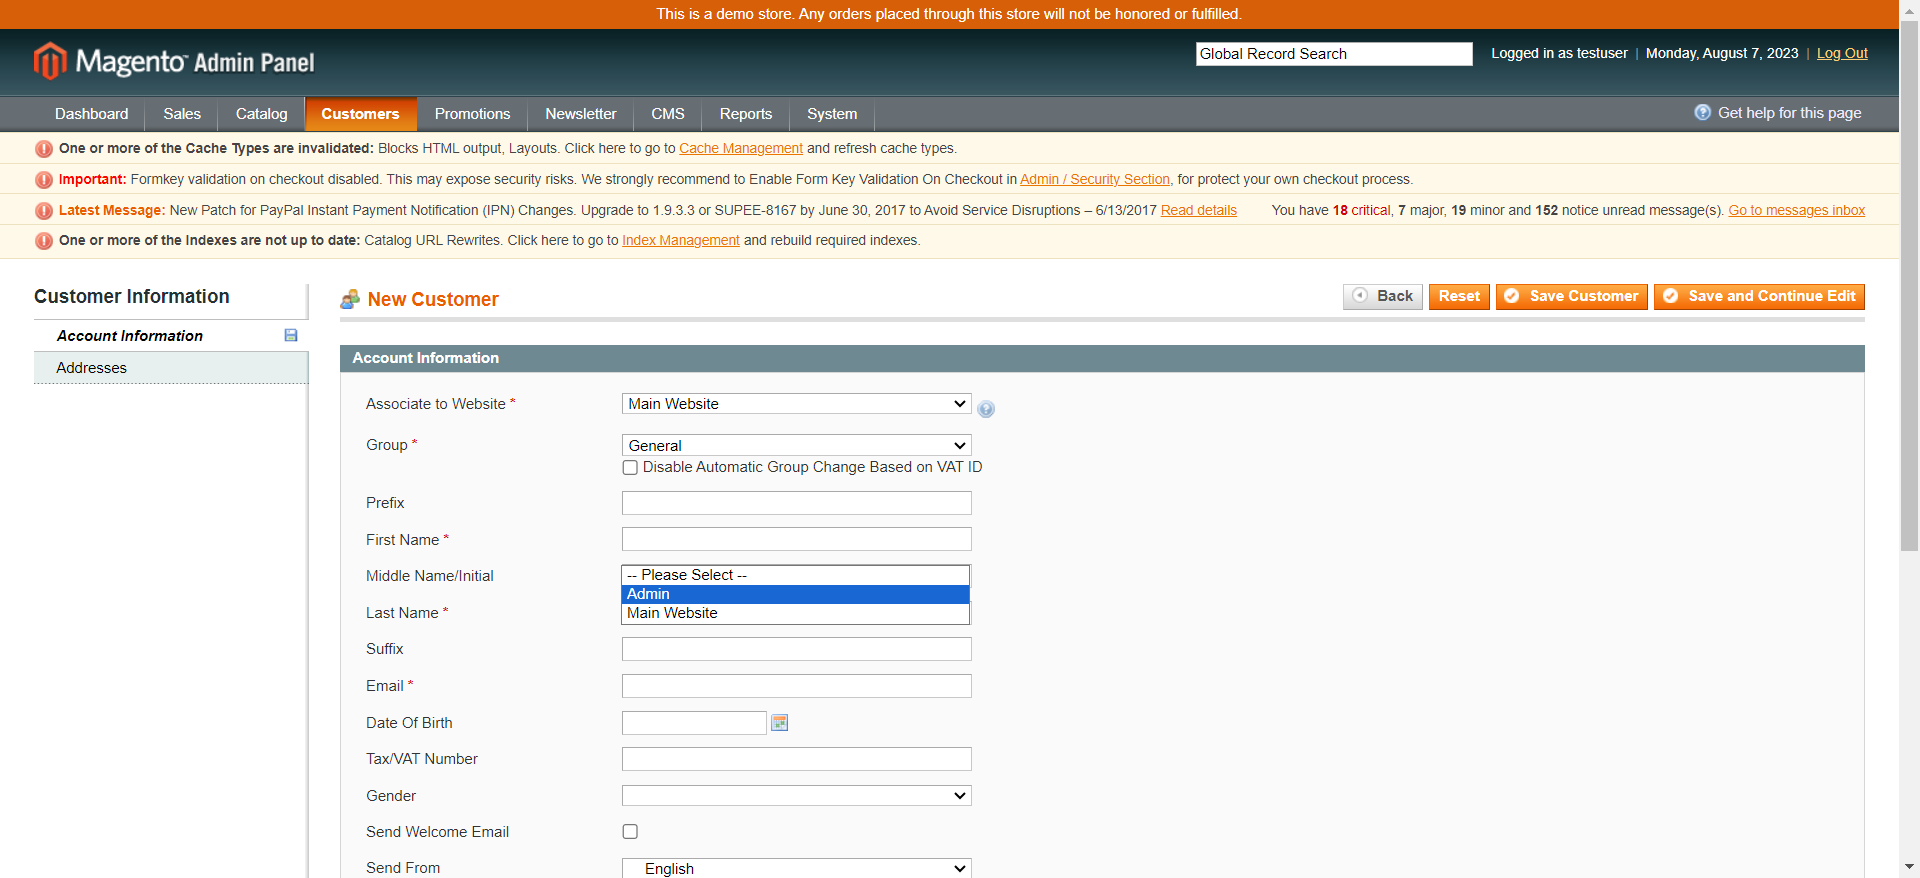 This is a demo store. Any orders placed through this store will not be honored or fulfilled.
Magento™ Admin Panel
Global Record Search
Logged in as testuser | Monday, August 7, 2023 | Log Out
Dashboard Sales Catalog Customers Promotions Newsletter CMS Reports System
Get help for this page
One or more of the Cache Types are invalidated: Blocks HTML output, Layouts. Click here to go to Cache Management and refresh cache types.
Important: Formkey validation on checkout disabled. This may expose security risks. We strongly recommend to Enable Form Key Validation On Checkout in Admin / Security Section, for protect your own checkout process.
Latest Message: New Patch for PayPal Instant Payment Notification (IPN) Changes. Upgrade to 1.9.3.3 or SUPEE-8167 by June 30, 2017 to Avoid Service Disruptions – 6/13/2017 Read details
You have 18 critical, 7 major, 19 minor and 152 notice unread message(s). Go to messages inbox
One or more of the Indexes are not up to date: Catalog URL Rewrites. Click here to go to Index Management and rebuild required indexes.
Customer Information
Account Information
Addresses
New Customer
Back
Reset
Save Customer
Save and Continue Edit
Account Information
Associate to Website *
Main Website
Group *
General
Disable Automatic Group Change Based on VAT ID
Prefix
First Name *
Middle Name/Initial
-- Please Select --
Admin
Main Website
Last Name *
Suffix
Email *
Date Of Birth
Tax/VAT Number
Gender
Send Welcome Email
Send From
English